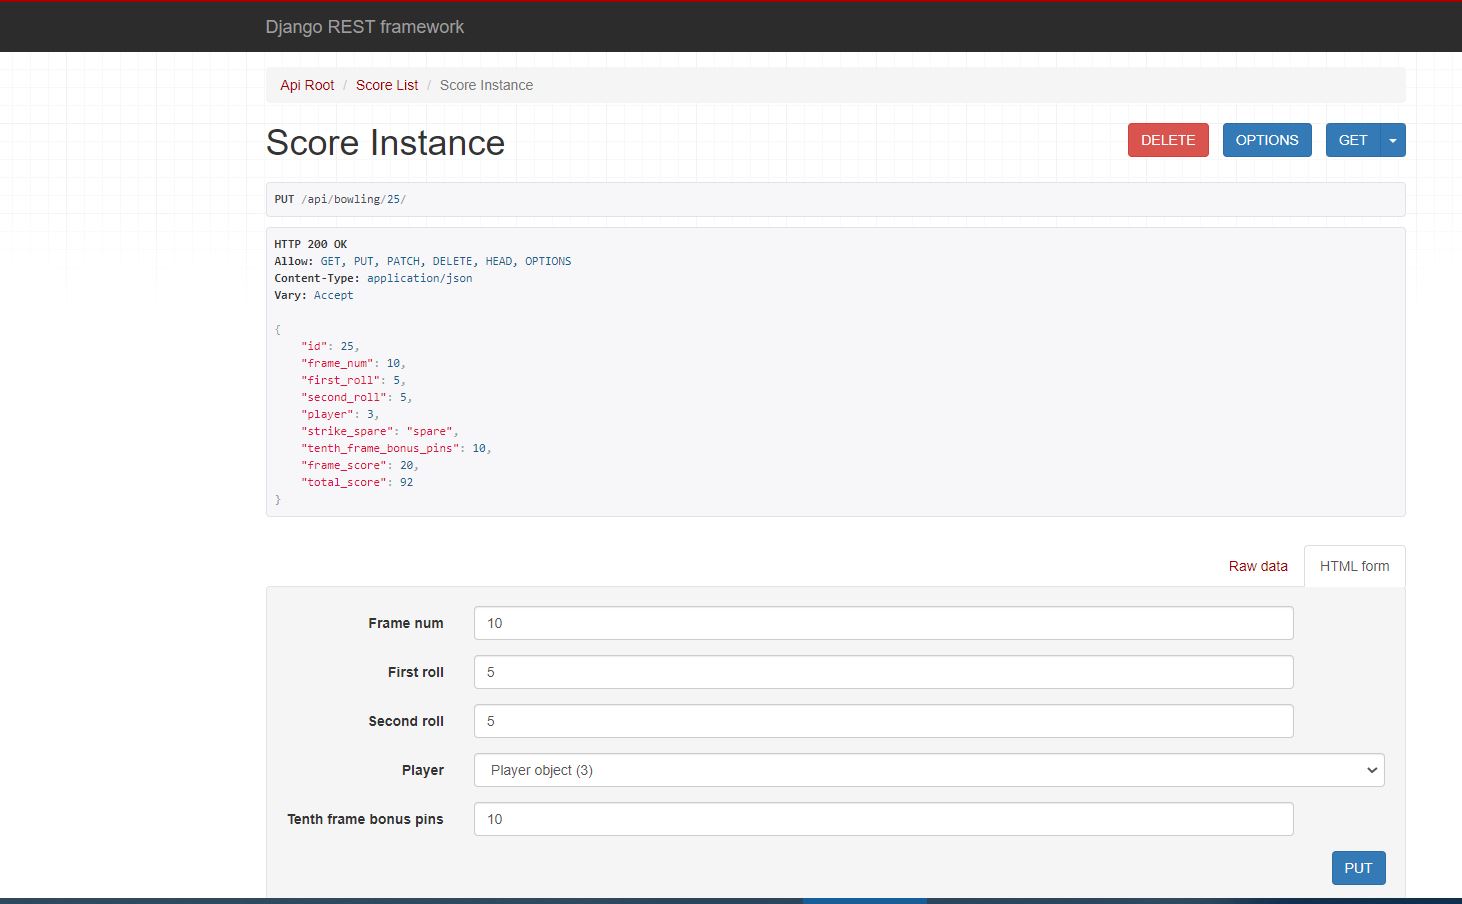 Django REST framework
Api Root / Score List / Score Instance
Score Instance
DELETE OPTIONS GET
PUT /api/bowling/25/
HTTP 200 OK
Allow: GET, PUT, PATCH, DELETE, HEAD, OPTIONS
Content-Type: application/json
Vary: Accept
{
"id": 25,
"frame_num": 10,
"first_roll": 5,
"second_roll": 5,
"player": 3,
"strike_spare": "spare",
"tenth_frame_bonus_pins": 10,
"frame_score": 20,
"total_score": 92
}
Raw data HTML form
Frame num 10
First roll 5
Second roll 5
Player Player object (3)
Tenth frame bonus pins 10
PUT